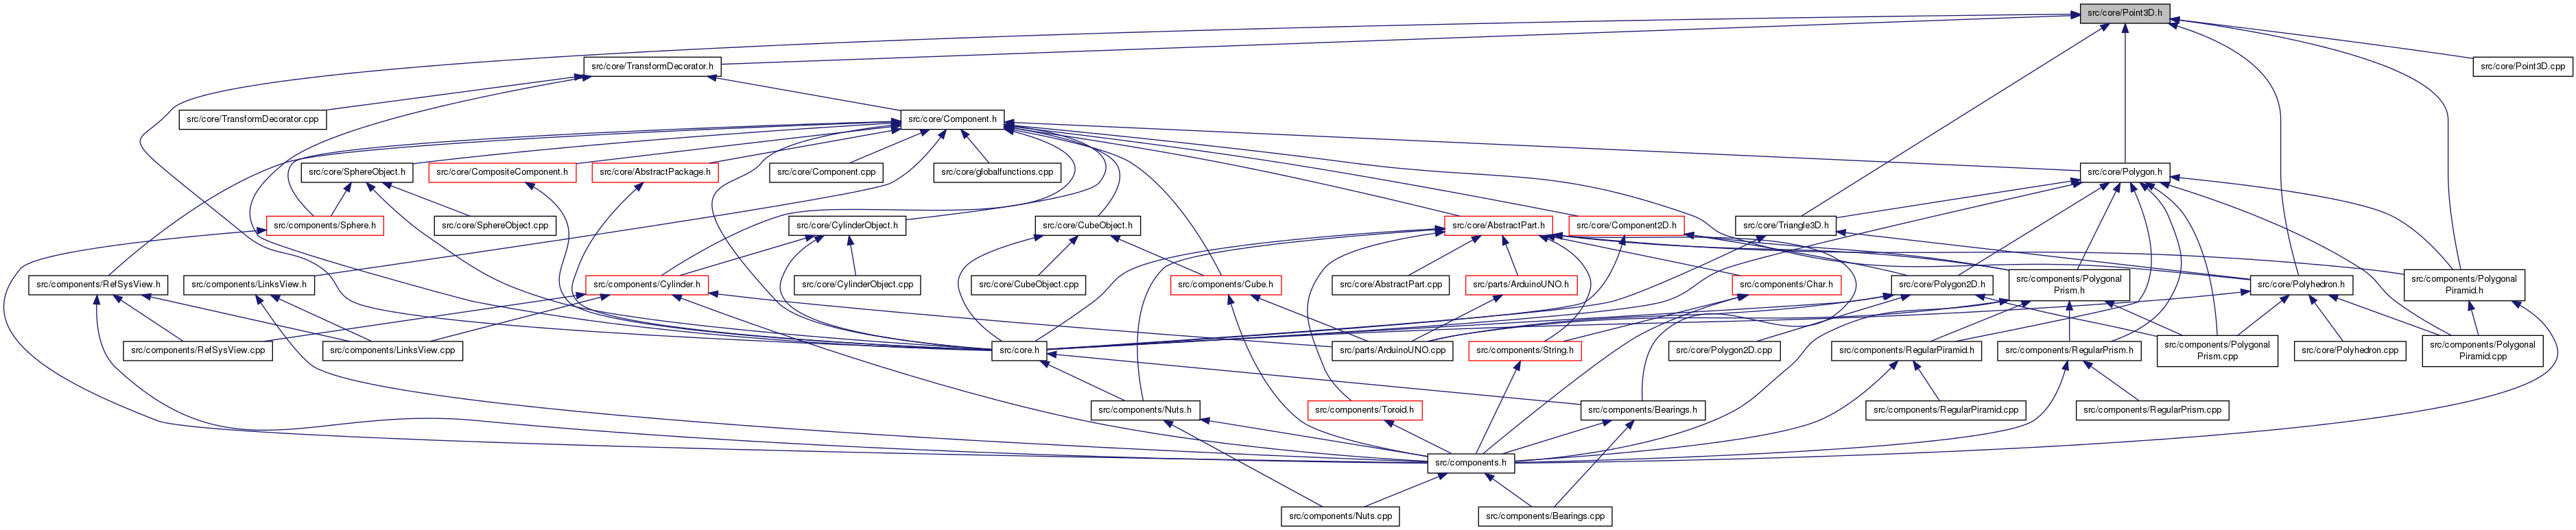 src/core/Point3D.h
src/core/TransformDecorator.h
src/core/Point3D.cpp
src/core/TransformDecorator.cpp
src/core/Component.h
src/core/SphereObject.h
src/core/CompositeComponent.h
src/core/AbstractPackage.h
src/core/Component.cpp
src/core/globalfunctions.cpp
src/core/Polygon.h
src/components/Sphere.h
src/core/SphereObject.cpp
src/core/CylinderObject.h
src/core/CubeObject.h
src/core/AbstractPart.h
src/core/Component2D.h
src/core/Triangle3D.h
src/components/RefSysView.h
src/components/LinksView.h
src/components/Cylinder.h
src/core/CylinderObject.cpp
src/core/CubeObject.cpp
src/components/Cube.h
src/core/AbstractPart.cpp
src/parts/ArduinoUNO.h
src/components/Char.h
src/core/Polygon2D.h
src/components/Polygonal
Prism.h
src/core/Polyhedron.h
src/components/Polygonal
Piramid.h
src/components/RefSysView.cpp
src/components/LinksView.cpp
src/core.h
src/parts/ArduinoUNO.cpp
src/components/String.h
src/core/Polygon2D.cpp
src/components/RegularPiramid.h
src/components/RegularPrism.h
src/components/Polygonal
Prism.cpp
src/core/Polyhedron.cpp
src/components/Polygonal
Piramid.cpp
src/components/Nuts.h
src/components/Toroid.h
src/components/Bearings.h
src/components/RegularPiramid.cpp
src/components/RegularPrism.cpp
src/components.h
src/components/Nuts.cpp
src/components/Bearings.cpp